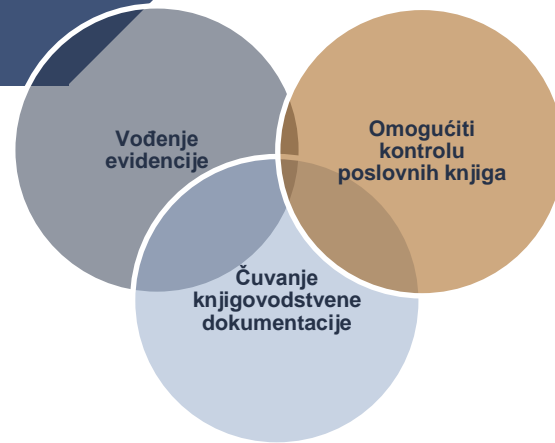 Vođenje
evidencije
Omogućiti
kontrolu
poslovnih knjiga
Čuvanje
knjigovodstvene
dokumentacije